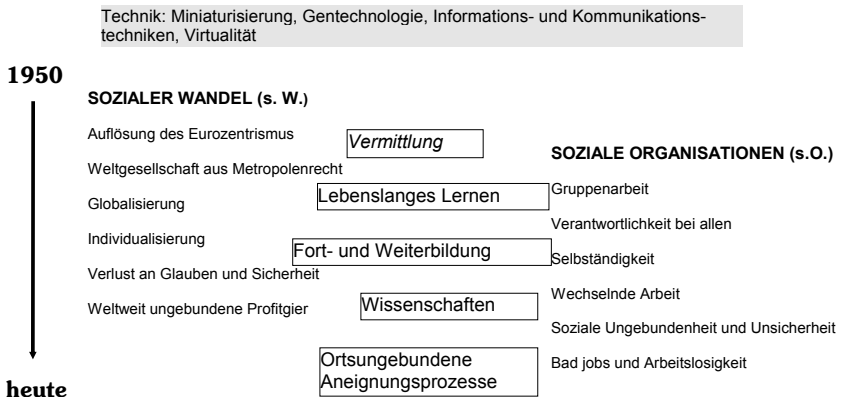 Technik: Miniaturisierung, Gentechnologie, Informations- und Kommunikations-
techniken, Virtualität
1950
SOZIALER WANDEL (s. W.)
Auflösung des Eurozentrismus
Weltgesellschaft aus Metropolenrecht
Globalisierung
Individualisierung
Verlust an Glauben und Sicherheit
Weltweit ungebundene Profitgier
Vermittlung
Lebenslanges Lernen
Fort- und Weiterbildung
Wissenschaften
Ortsungebundene
Aneignungsprozesse
SOZIALE ORGANISATIONEN (s.O.)
Gruppenarbeit
Verantwortlichkeit bei allen
Selbständigkeit
Wechselnde Arbeit
Soziale Ungebundenheit und Unsicherheit
Bad jobs und Arbeitslosigkeit
heute